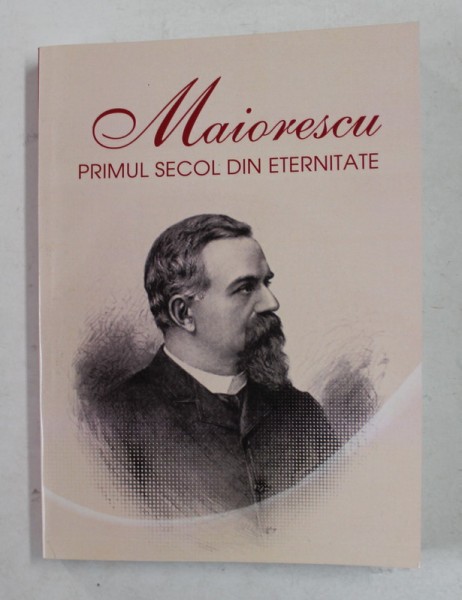 Maiorescu
PRIMUL SECOL DIN ETERNITATE